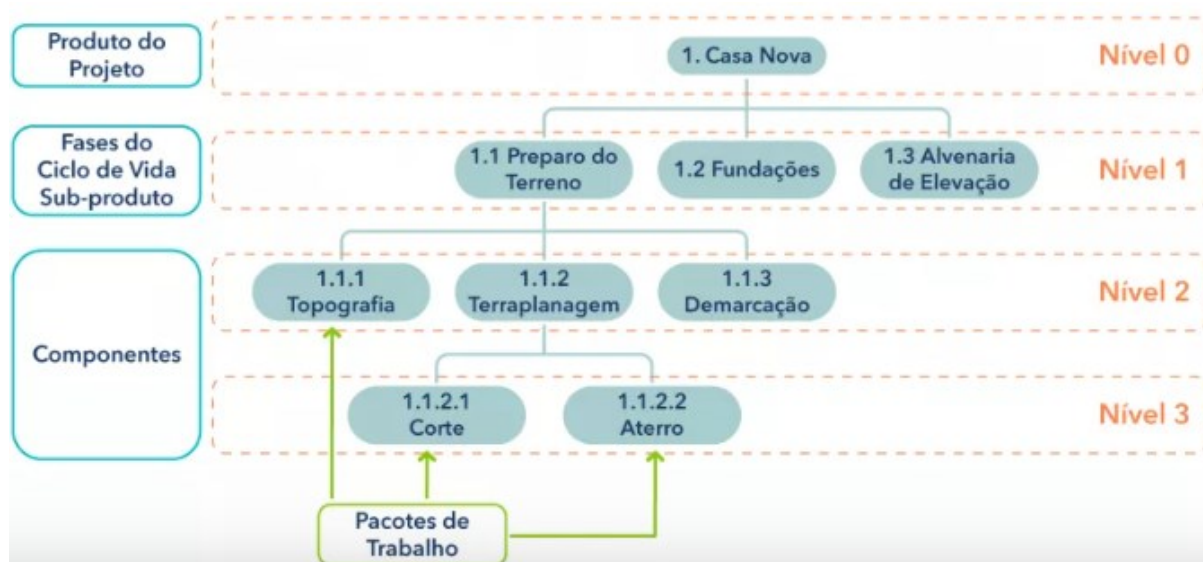 Produto do
Projeto
1. Casa Nova
Nível 0
Fases do
Ciclo de Vida
Sub-produto
1.1 Preparo do
Terreno
1.2 Fundações
1.3 Alvenaria
de Elevação
Nível 1
Componentes
1.1.1
Topografia
1.1.2
Terraplanagem
1.1.3
Demarcação
Nível 2
1.1.2.1
Corte
1.1.2.2
Aterro
Nível 3
Pacotes de
Trabalho